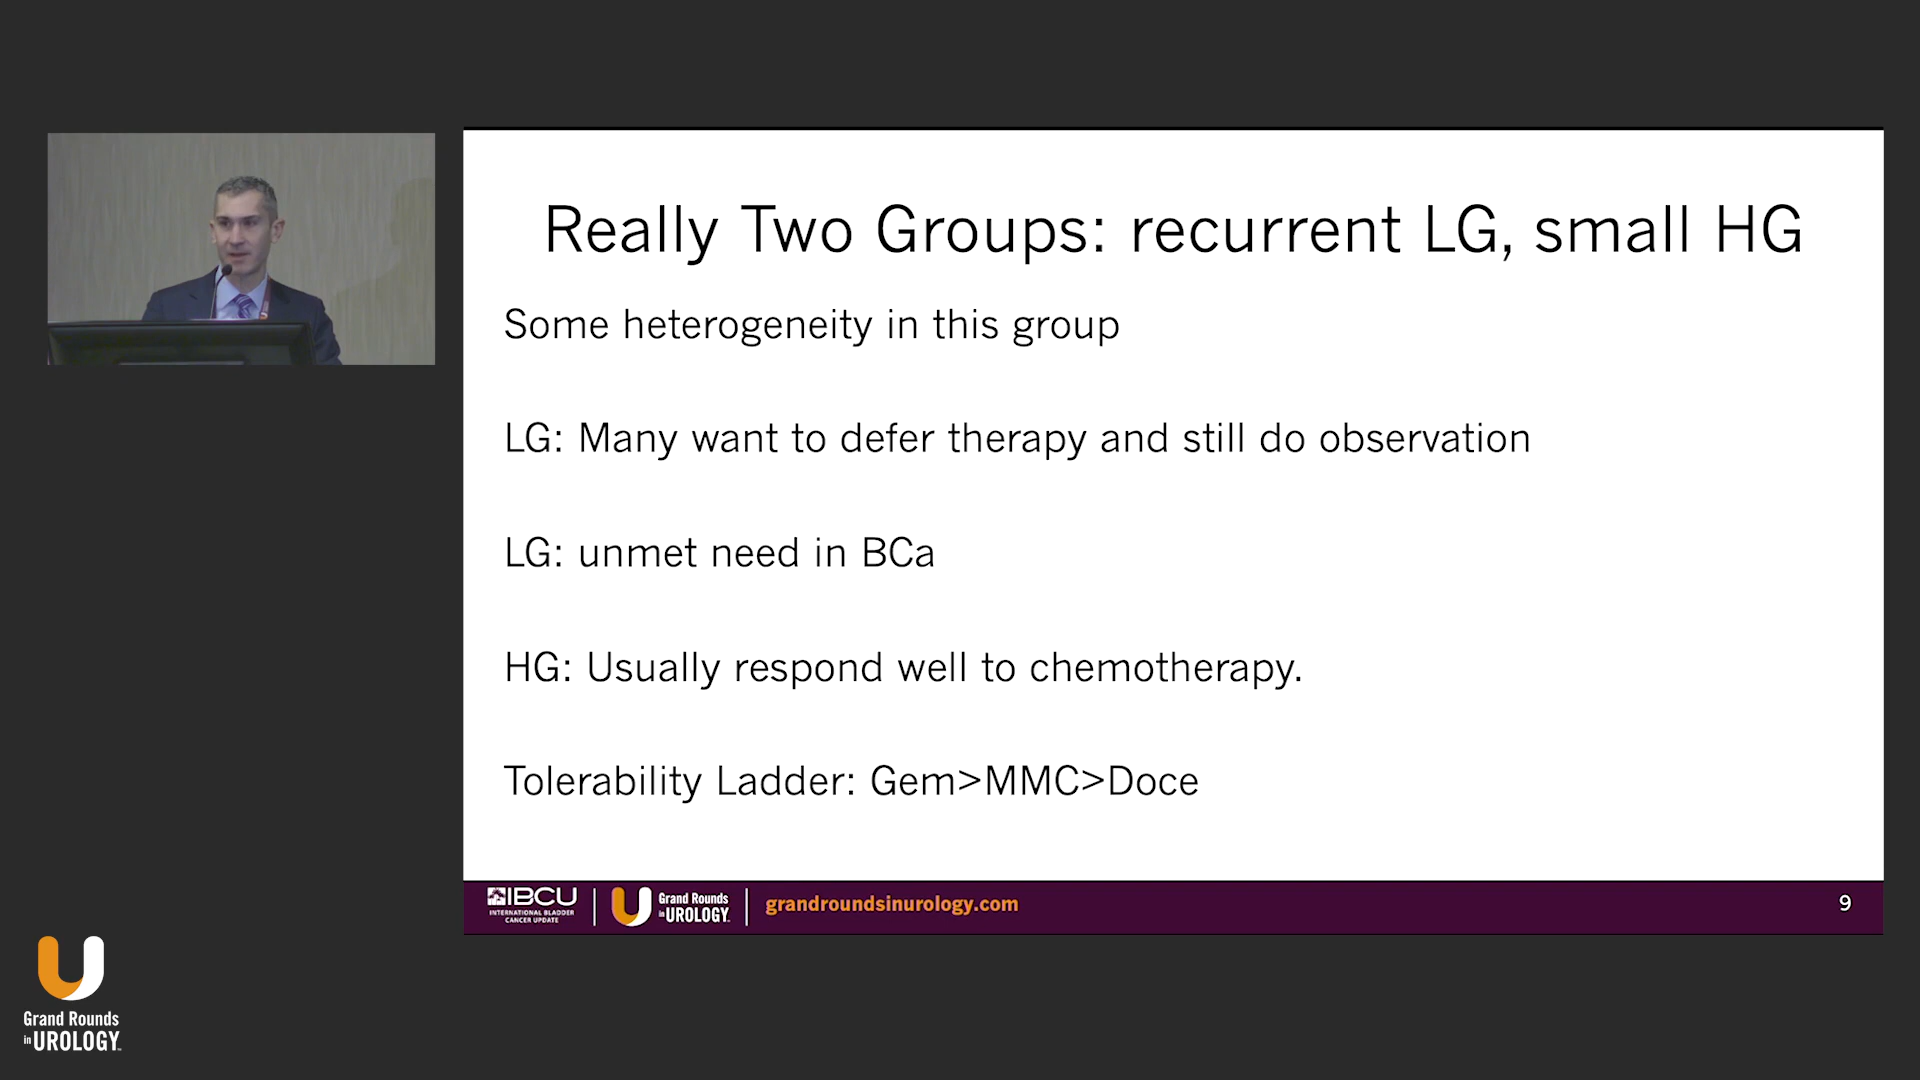 Really Two Groups: recurrent LG, small HG
Some heterogeneity in this group
LG: Many want to defer therapy and still do observation
LG: unmet need in BCa
HG: Usually respond well to chemotherapy.
Tolerability Ladder: Gem>MMC>Doce
IBCU
INTERNATIONAL BLADDER
CANCER UPDATE
Grand Rounds
in UROLOGY
grandroundsinurology.com
9
Grand Rounds
in UROLOGY